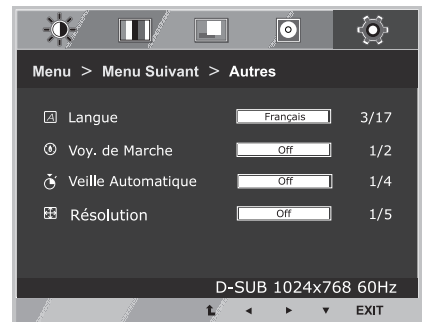 Menu > Menu Suivant > Autres
Langue Français 3/17
Voy. de Marche Off 1/2
Veille Automatique Off 1/4
Résolution Off 1/5
D-SUB 1024x768 60Hz
EXIT